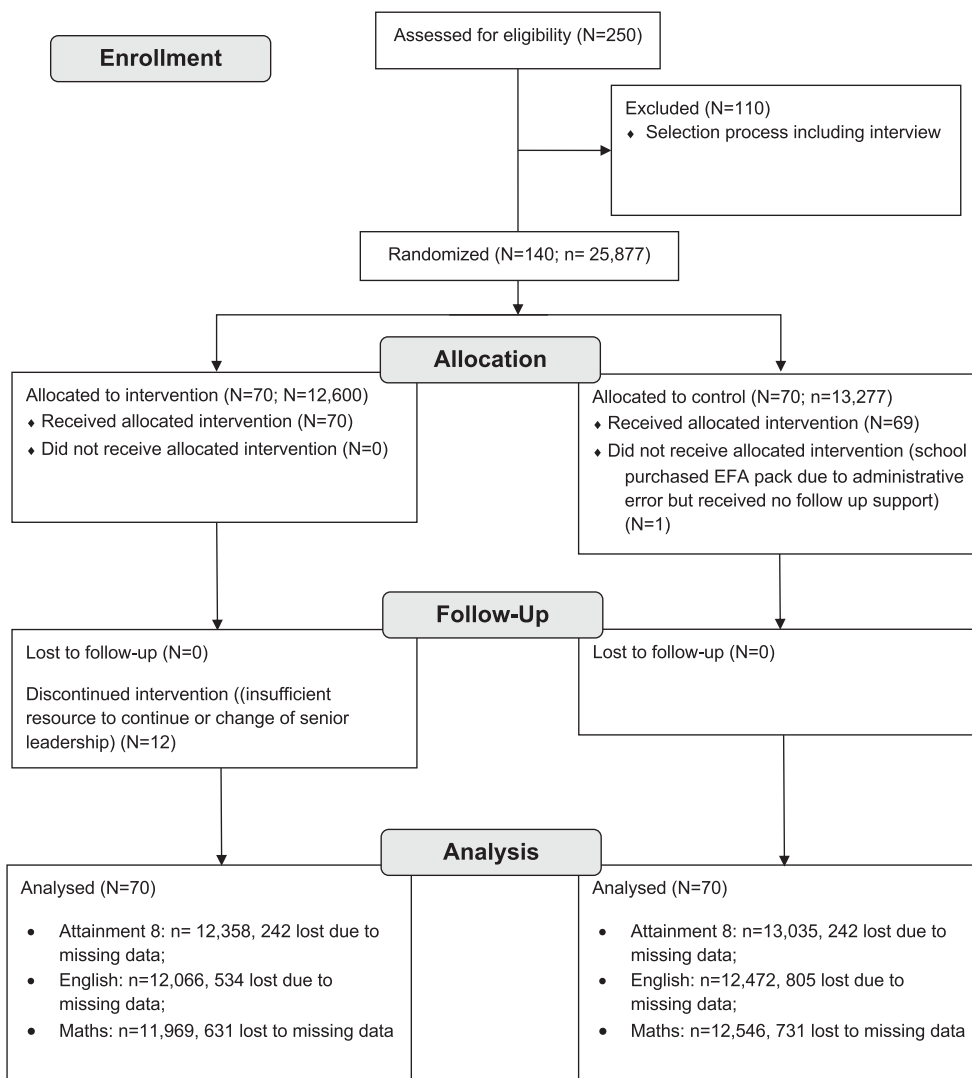 Assessed for eligibility (N=250)
Enrollment
Excluded (N=110)
♦ Selection process including interview
Randomized (N=140; n= 25,877)
Allocation
Allocated to intervention (N=70; N=12,600)
♦ Received allocated intervention (N=70)
♦ Did not receive allocated intervention (N=0)
Allocated to control (N=70; n=13,277)
♦ Received allocated intervention (N=69)
♦ Did not receive allocated intervention (school
purchased EFA pack due to administrative
error but received no follow up support)
(N=1)
Follow-Up
Lost to follow-up (N=0)
Discontinued intervention ((insufficient
resource to continue or change of senior
leadership) (N=12)
Lost to follow-up (N=0)
Analysis
Analysed (N=70)
• Attainment 8: n= 12,358, 242 lost due to
missing data;
• English: n=12,066, 534 lost due to
missing data;
• Maths: n=11,969, 631 lost to missing data
Analysed (N=70)
• Attainment 8: n=13,035, 242 lost due to
missing data;
• English: n=12,472, 805 lost due to
missing data;
• Maths: n=12,546, 731 lost to missing data